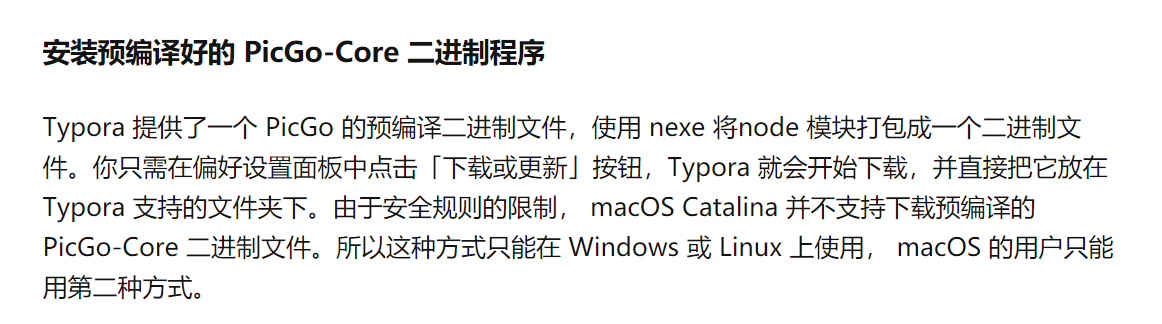 安装预编译好的 PicGo-Core 二进制程序
Typora 提供了一个 PicGo 的预编译二进制文件，使用 nexe 将node 模块打包成一个二进制文
件。你只需在偏好设置面板中点击「下载或更新」按钮，Typora 就会开始下载，并直接把它放在
Typora 支持的文件夹下。由于安全规则的限制， macOS Catalina 并不支持下载预编译的
PicGo-Core 二进制文件。所以这种方式只能在 Windows 或 Linux 上使用， macOS 的用户只能
用第二种方式。